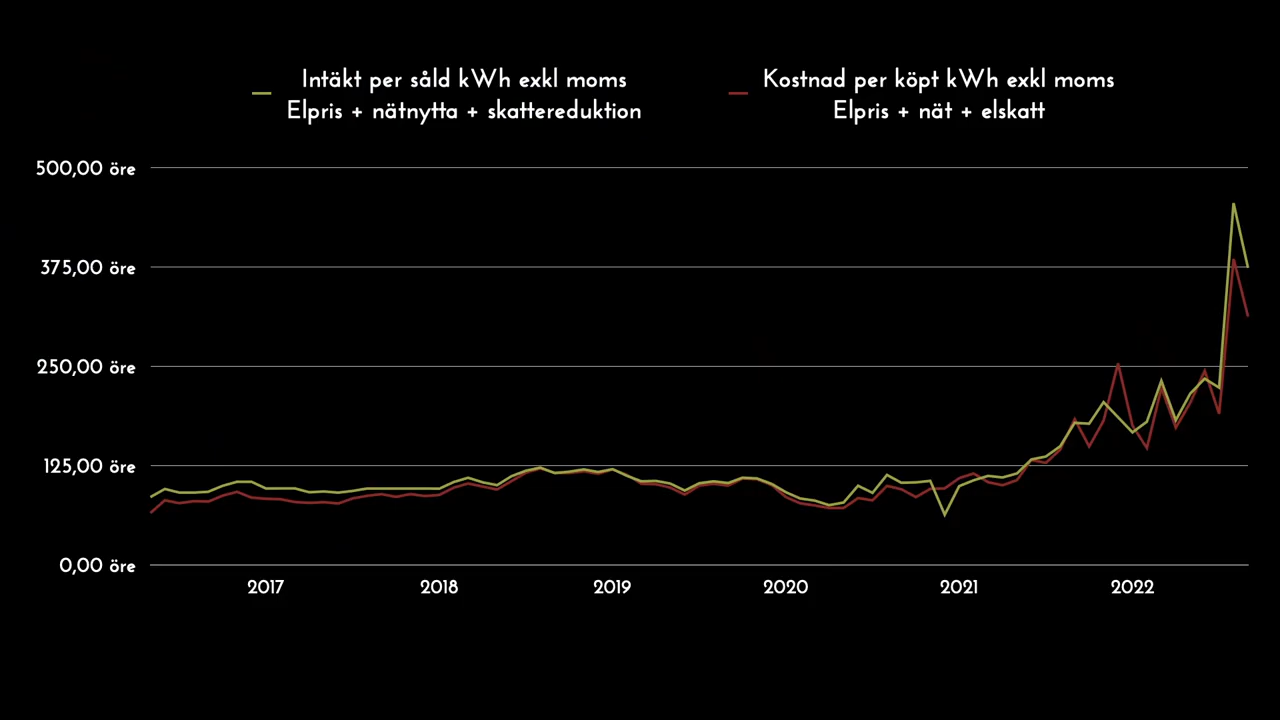 Intäkt per såld kWh exkl moms
Elpris + nätnytta + skattereduktion
Kostnad per köpt kWh exkl moms
Elpris + nät + elskatt
500,00 öre
375,00 öre
250,00 öre
125,00 öre
0,00 öre
2017 2018 2019 2020 2021 2022